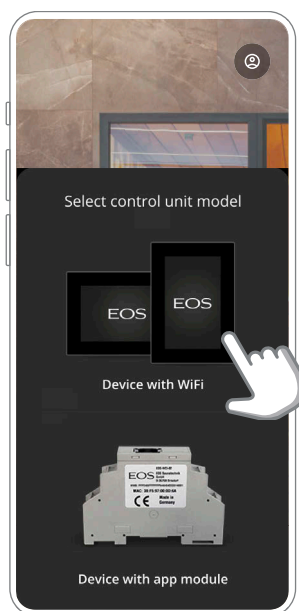 Select control unit model
EOS
EOS
Device with WiFi
EOS
Made in
Germany
CE
Device with app module